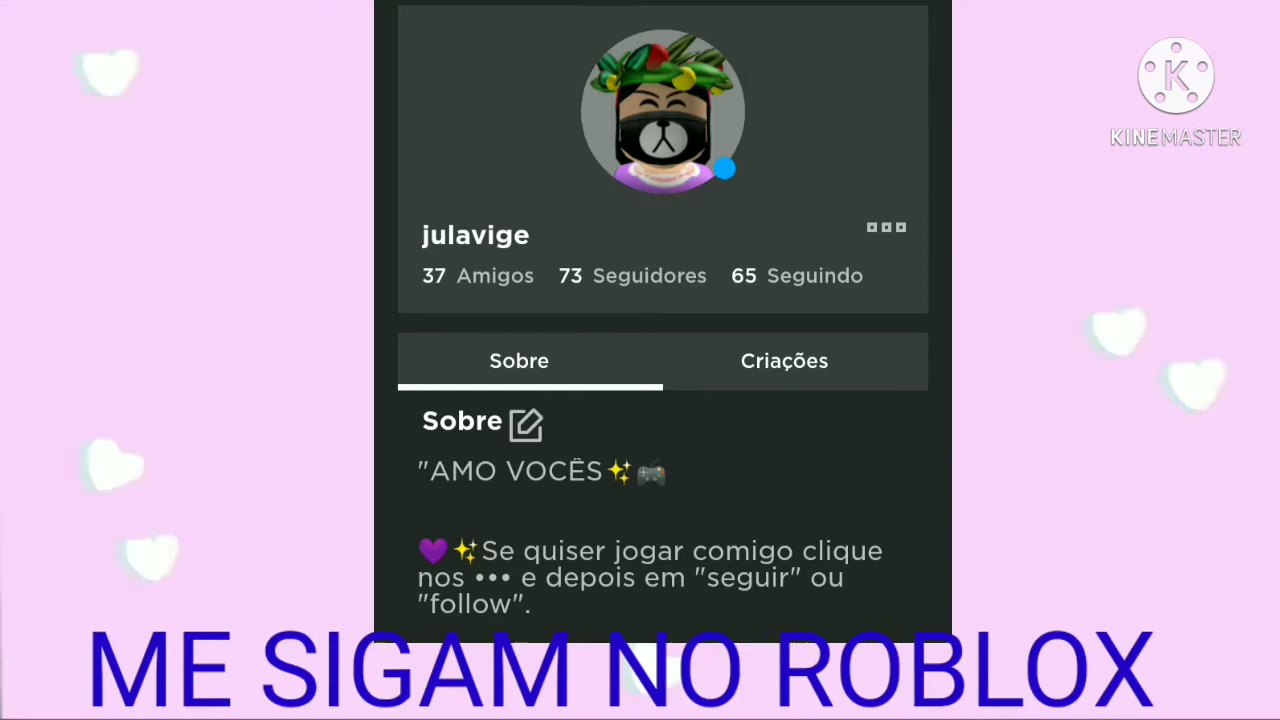 K
KINEMASTER
julavige
37 Amigos 73 Seguidores 65 Seguindo
Sobre Criações
Sobre
"AMO VOCÊS✨🎮
💜✨Se quiser jogar comigo clique
nos ••• e depois em "seguir" ou
"follow".
ME SIGAM NO ROBLOX